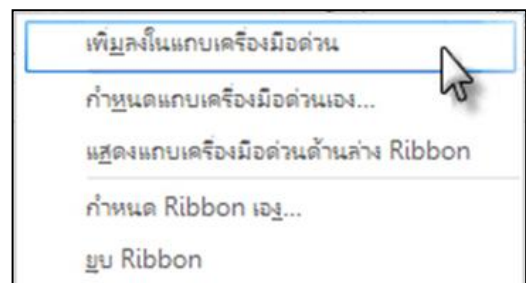 เพิ่มลงในแถบเครื่องมือด่วน
กำหนดแถบเครื่องมือด่วนเอง...
แสดงแถบเครื่องมือด่วนด้านล่าง Ribbon
กำหนด Ribbon เอง...
ยุบ Ribbon